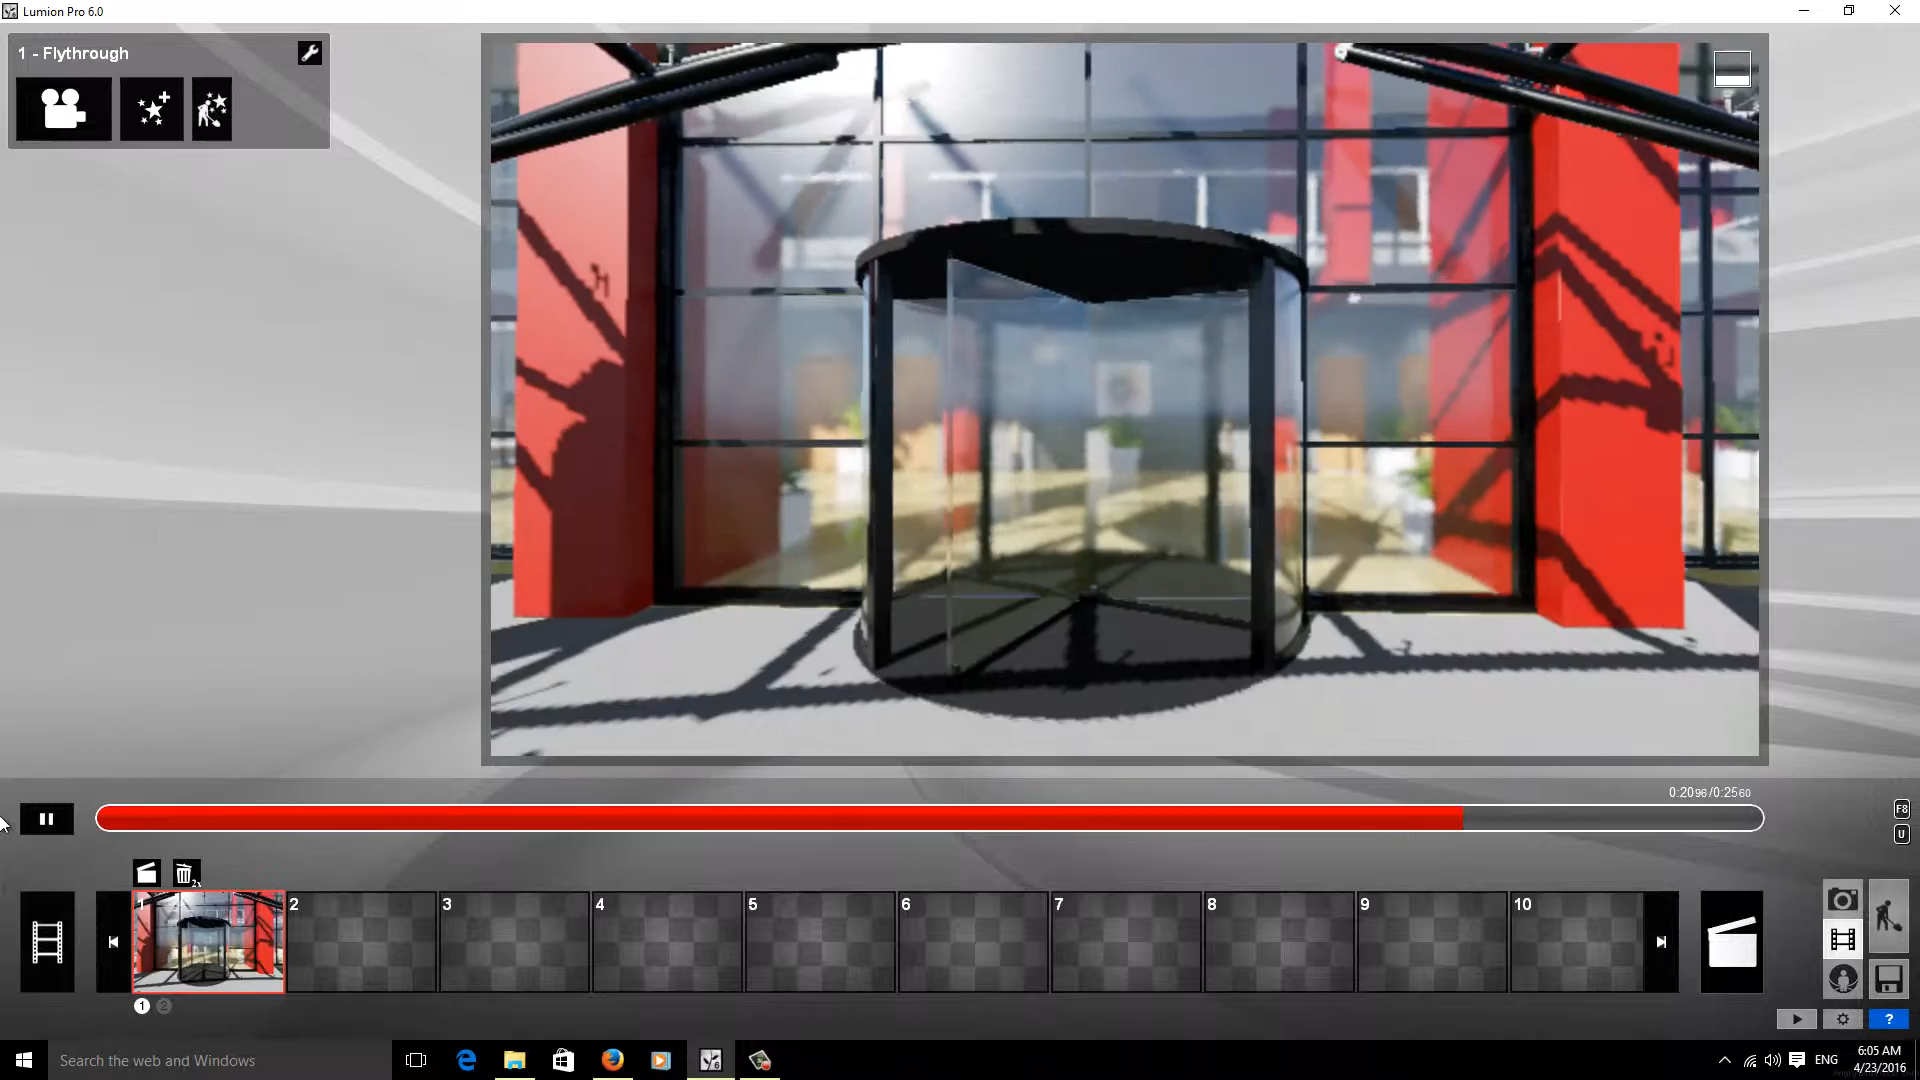 Lumion Pro 6.0
1 - Flythrough
0:2096/0:2560
F8
U
2x
1 2 3 4 5 6 7 8 9 10
1 2
?
Search the web and Windows
ENG
6:05 AM
4/23/2016